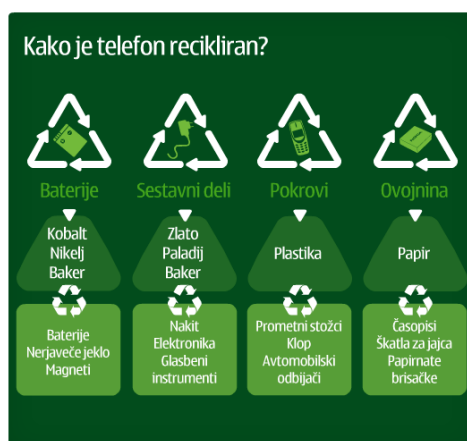 Kako je telefon recikliran?
Baterije
Kobalt
Nikelj
Baker
Baterije
Nerjaveče jeklo
Magneti
Sestavni deli
Zlato
Paladij
Baker
Nakit
Elektronika
Glasbeni
instrumenti
Pokrovi
Plastika
Prometni stožci
Klop
Avtomobilski
odbijači
Ovojnina
Papir
Časopisi
Škatla za jajca
Papirnate
brisačke